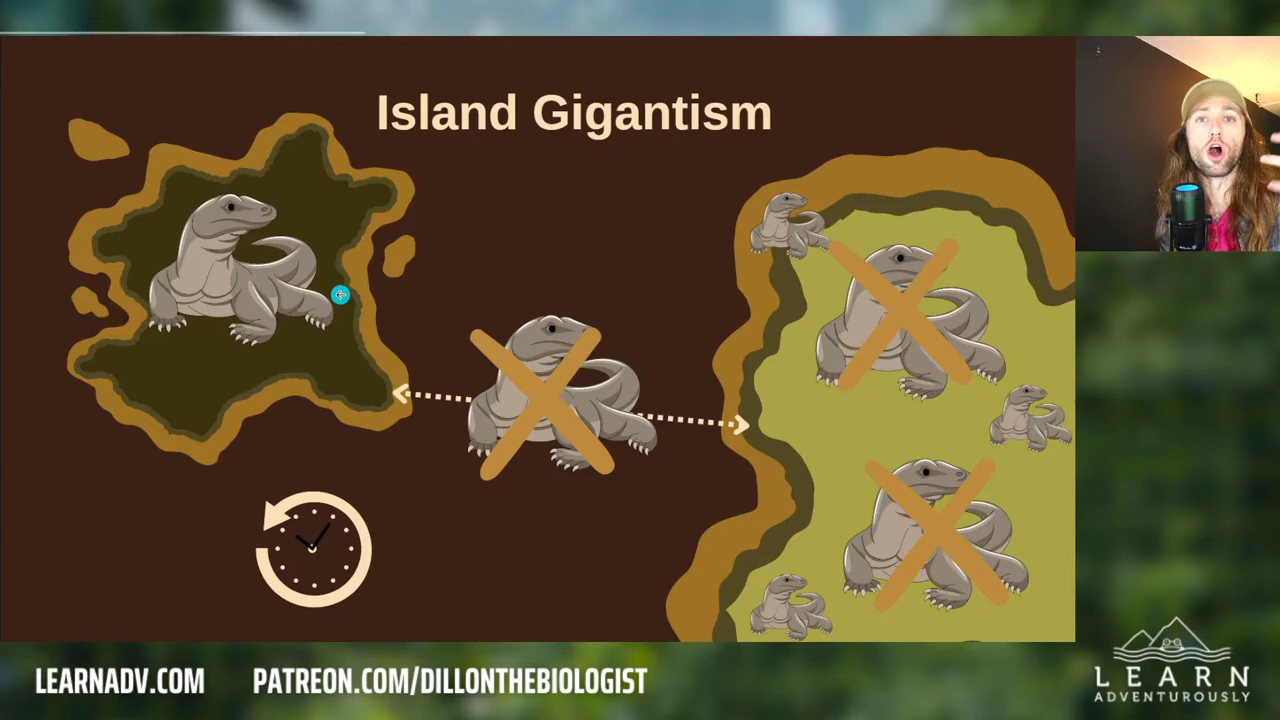 Island Gigantism
LEARNADV.COM
PATREON.COM/DILLONTHEBIOLOGIST
LEARN
ADVENTUROUSLY